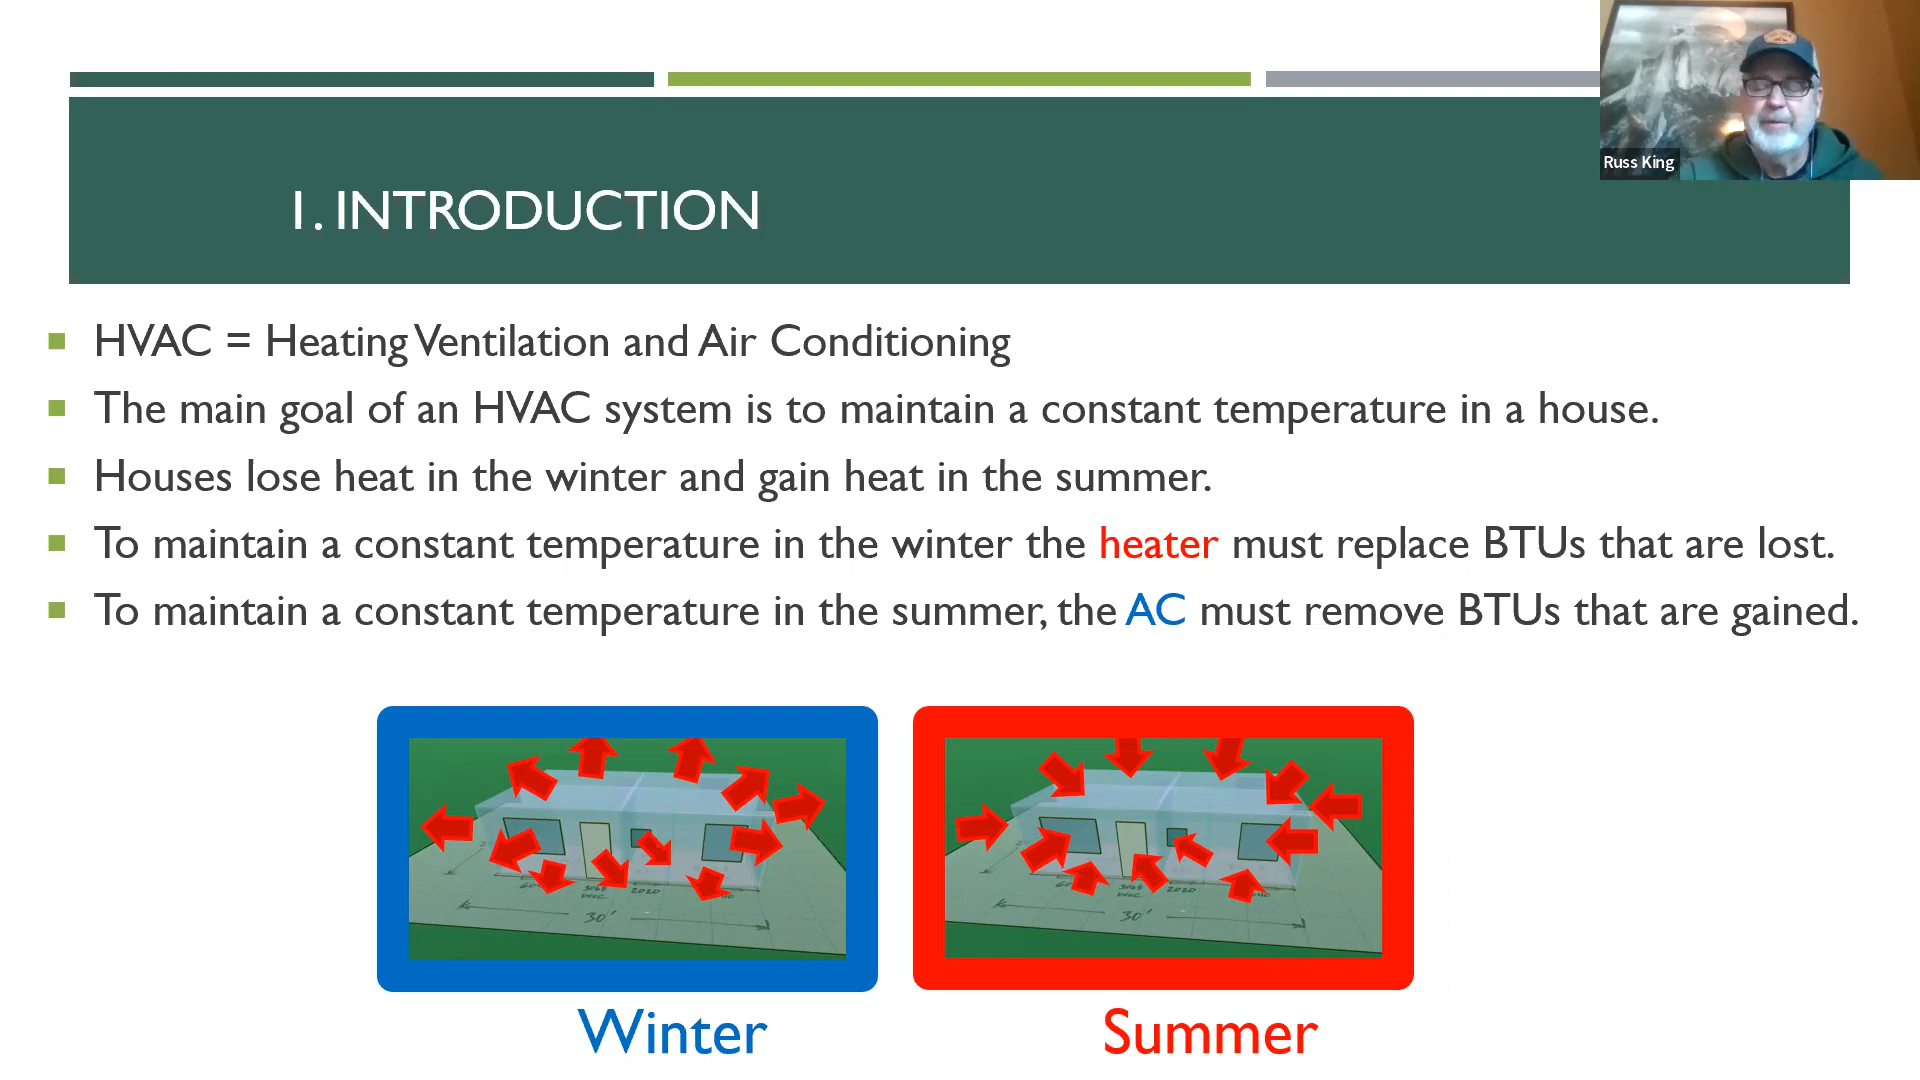 Russ King
1. INTRODUCTION
HVAC = Heating Ventilation and Air Conditioning
The main goal of an HVAC system is to maintain a constant temperature in a house.
Houses lose heat in the winter and gain heat in the summer.
To maintain a constant temperature in the winter the heater must replace BTUs that are lost.
To maintain a constant temperature in the summer, the AC must remove BTUs that are gained.
2020
30'
2020
30'
Winter
Summer